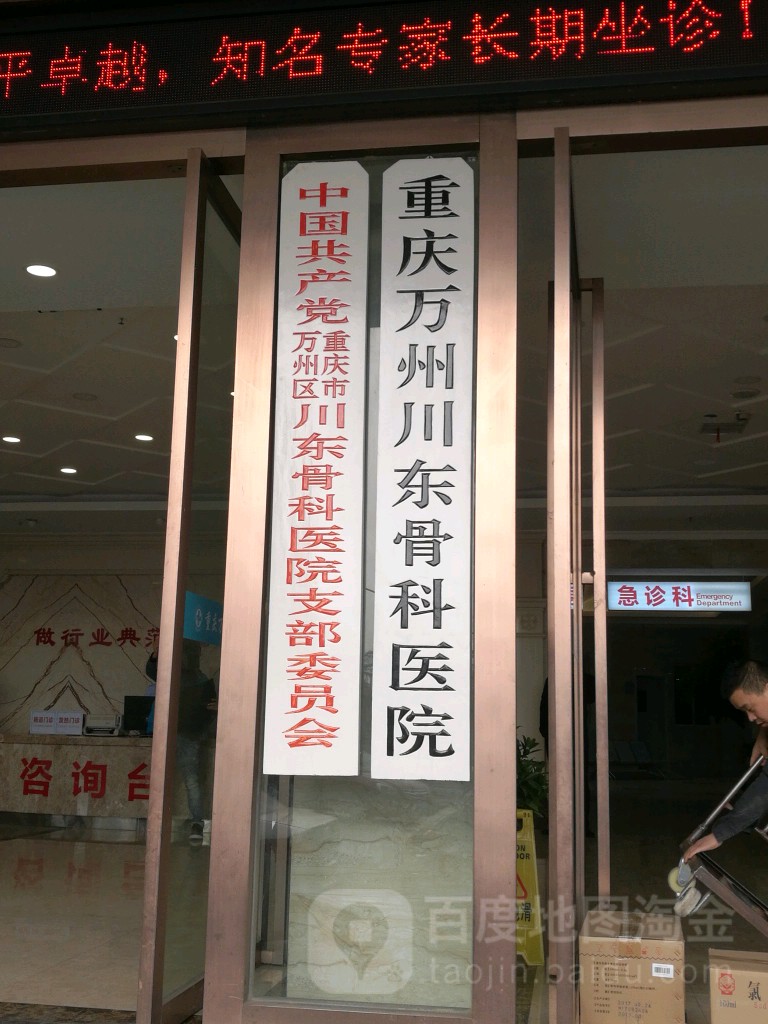 平卓越，知名专家长期坐诊！
中国共产党重庆市万州区川东骨科医院支部委员会
重庆万州川东骨科医院
急诊科
Emergency
Department
做行业典范
咨询台
百度地图淘金
taojin.baidu.com